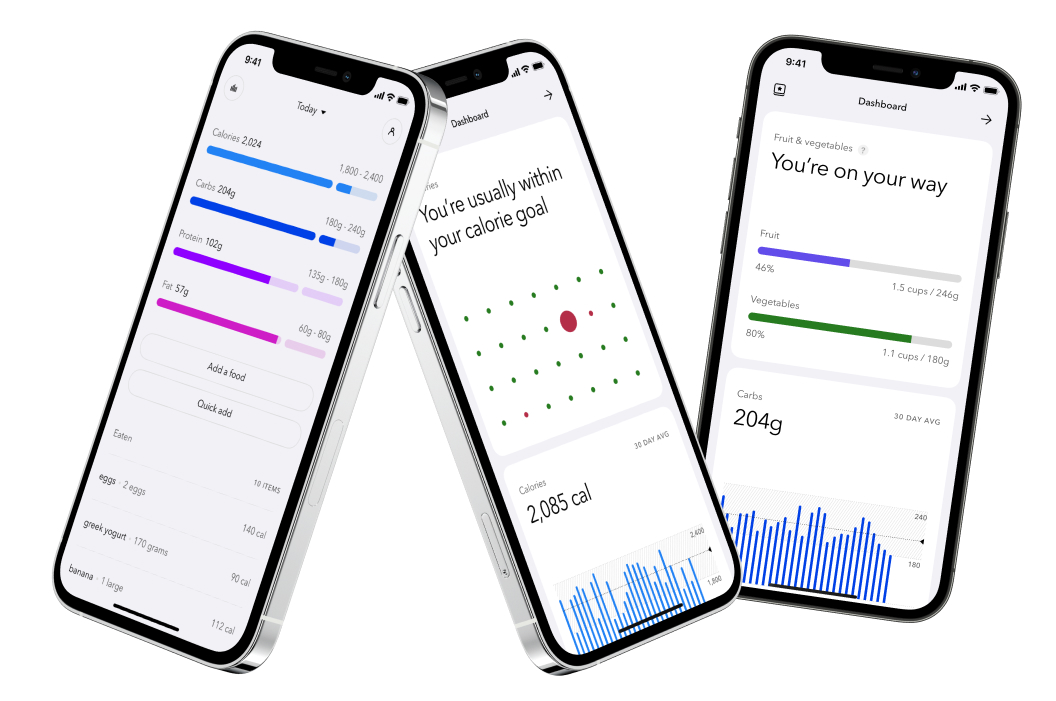 9:41
Today
Calories 2,024
1,800 - 2,400
Carbs 204g
180g - 240g
Protein 102g
135g - 180g
Fat 57g
60g - 80g
Add a food
Quick add
Eaten
10 ITEMS
eggs · 2 eggs
140 cal
greek yogurt · 170 grams
90 cal
banana · 1 large
112 cal
Dashboard
You're usually within
your calorie goal
30 DAY AVG
Calories
2,085 cal
2,400
1,800
9:41
Dashboard
Fruit & vegetables ?
You're on your way
Fruit
46%
1.5 cups / 246g
Vegetables
80%
1.1 cups / 180g
Carbs
204g
30 DAY AVG
240
180